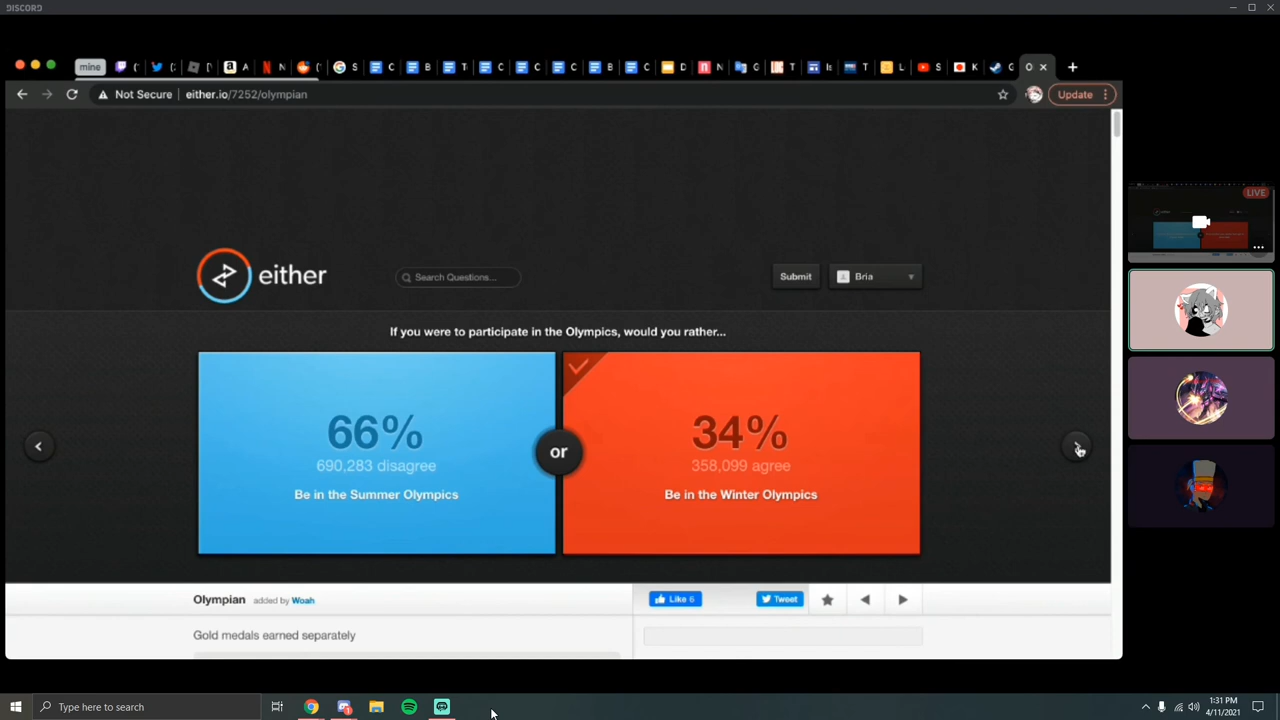 DISCORD
mine
Not Secure either.io/7252/olympian
Update
LIVE
either
Search Questions...
Submit
Bria
If you were to participate in the Olympics, would you rather...
66%
690,283 disagree
Be in the Summer Olympics
or
34%
358,099 agree
Be in the Winter Olympics
Olympian added by Woah
Like 6
Tweet
Gold medals earned separately
Type here to search
1:31 PM
4/11/2021